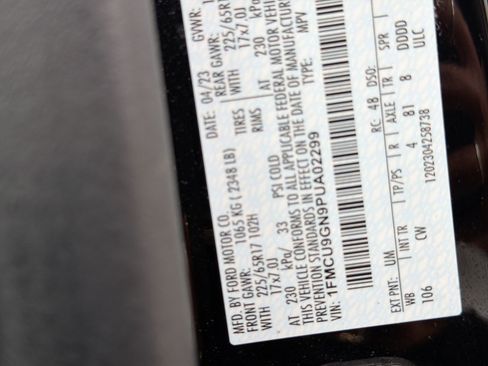 MFD. BY FORD MOTOR CO.
DATE: 04/23 GVWR:
FRONT GAWR: 1065 KG ( 2348 LB) REAR GAWR:
WITH 225/65R17 102H TIRES WITH 225/65R17
17x7.0J RIMS 17x7.0J
AT 230 kPa/ 33 PSI COLD AT 230 kPa/
THIS VEHICLE CONFORMS TO ALL APPLICABLE FEDERAL MOTOR VEHICLE
PREVENTION STANDARDS IN EFFECT ON THE DATE OF MANUFACTURE
VIN: 1FMCU9GN9PUA02299 TYPE: MPV
EXT PNT: UM RC: 48 DSO:
WB INT TR TP/PS R AXLE TR SPR
106 CW 4 81 8 DDDD
1202304258738 ULC